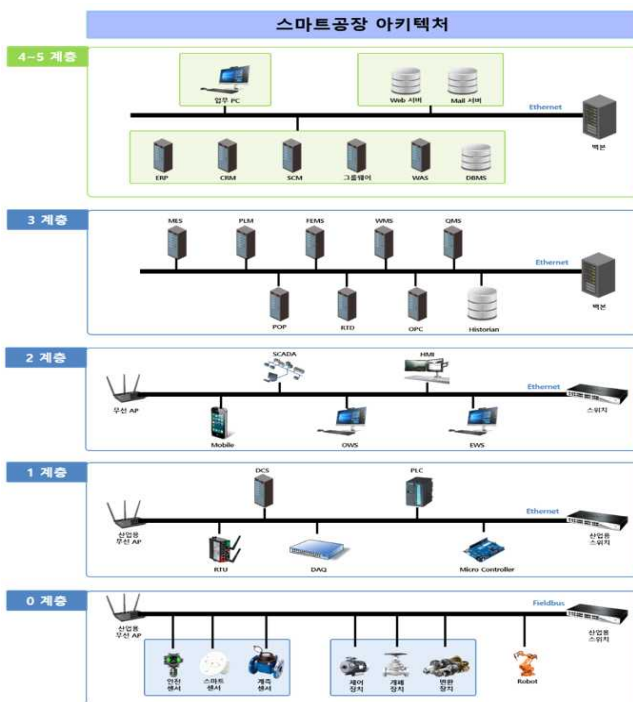 스마트공장 아키텍처
4~5 계층
업무 PC
Web 서버
Mail 서버
Ethernet
백본
ERP
CRM
SCM
그룹웨어
WAS
DBMS
3 계층
MES
PLM
FEMS
WMS
QMS
Ethernet
백본
POP
RTD
OPC
Historian
2 계층
SCADA
HMI
Ethernet
무선 AP
스위치
Mobile
OWS
EWS
1 계층
DCS
PLC
Ethernet
산업용
무선 AP
산업용
스위치
RTU
DAQ
Micro Controller
0 계층
Fieldbus
산업용
무선 AP
산업용
스위치
안전
센서
스마트
센서
계측
센서
제어
장치
개폐
장치
변환
장치
Robot